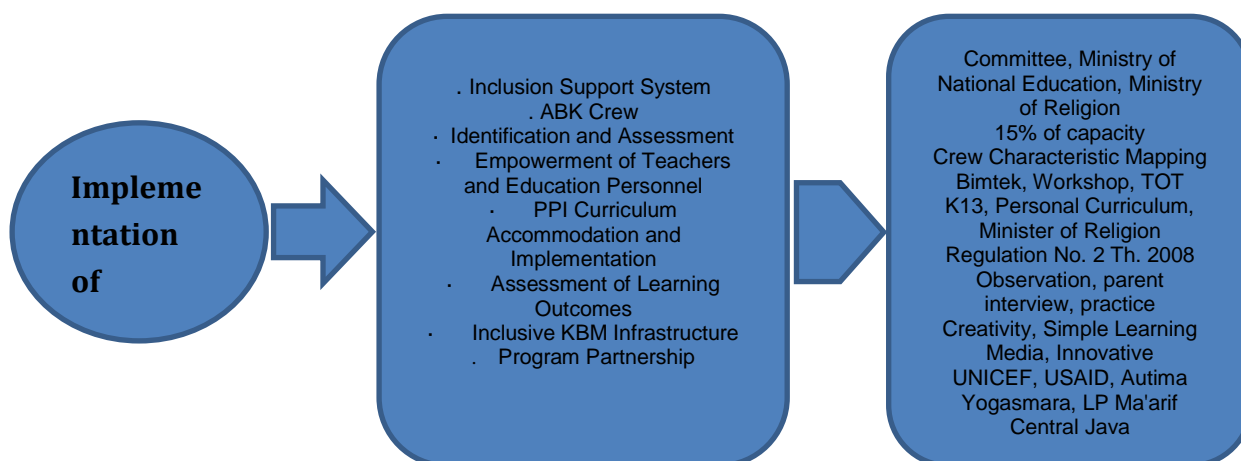 Impleme
ntation
of
. Inclusion Support System
. ABK Crew
· Identification and Assessment
· Empowerment of Teachers
and Education Personnel
· PPI Curriculum
Accommodation and
Implementation
· Assessment of Learning
Outcomes
· Inclusive KBM Infrastructure
. Program Partnership
Committee, Ministry of
National Education, Ministry
of Religion
15% of capacity
Crew Characteristic Mapping
Bimtek, Workshop, TOT
K13, Personal Curriculum,
Minister of Religion
Regulation No. 2 Th. 2008
Observation, parent
interview, practice
Creativity, Simple Learning
Media, Innovative
UNICEF, USAID, Autima
Yogasmara, LP Ma'arif
Central Java